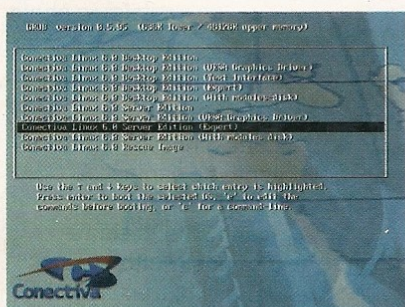 GRUB version 0.5.95 (636K lower / 48128K upper memory)
Conectiva Linux 6.0 Desktop Edition
Conectiva Linux 6.0 Desktop Edition (VESA Graphics Driver)
Conectiva Linux 6.0 Desktop Edition (Text Interface)
Conectiva Linux 6.0 Desktop Edition (Expert)
Conectiva Linux 6.0 Desktop Edition (With modules disk)
Conectiva Linux 6.0 Server Edition
Conectiva Linux 6.0 Server Edition (VESA Graphics Driver)
Conectiva Linux 6.0 Server Edition (Expert)
Conectiva Linux 6.0 Server Edition (With modules disk)
Conectiva Linux 6.0 Rescue Image
Use the ↑ and ↓ keys to select which entry is highlighted.
Press enter to boot the selected OS, 'e' to edit the
commands before booting, or 'c' for a command line.
Conectiva